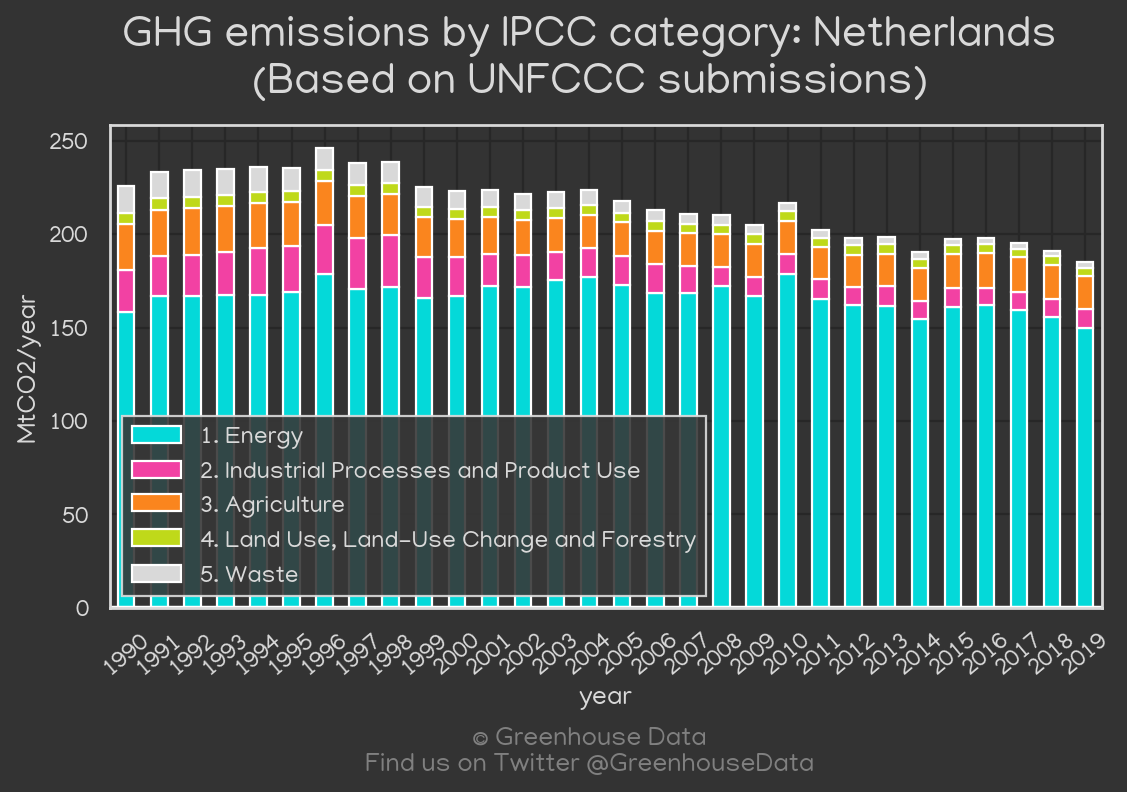 GHG emissions by IPCC category: Netherlands
(Based on UNFCCC submissions)
250
200
150
100
50
0
MtCO2/year
1. Energy
2. Industrial Processes and Product Use
3. Agriculture
4. Land Use, Land-Use Change and Forestry
5. Waste
1990 1991 1992 1993 1994 1995 1996 1997 1998 1999 2000 2001 2002 2003 2004 2005 2006 2007 2008 2009 2010 2011 2012 2013 2014 2015 2016 2017 2018 2019
year
© Greenhouse Data
Find us on Twitter @GreenhouseData